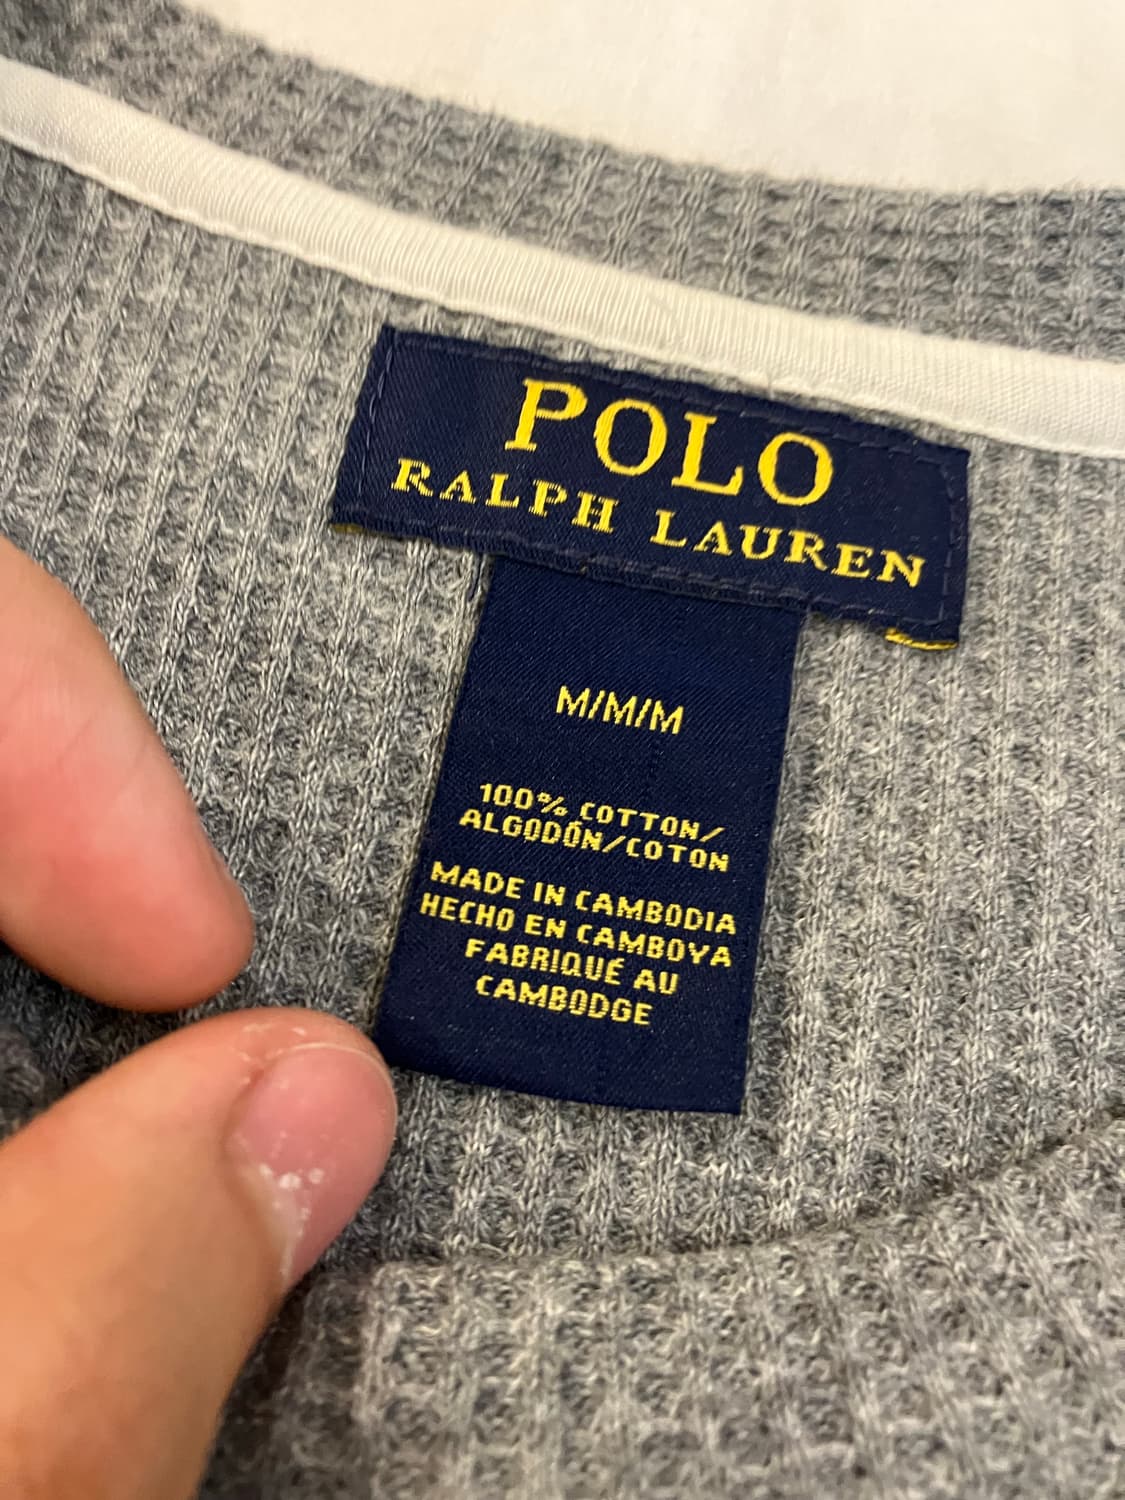 POLO
RALPH LAUREN
M/M/M
100% COTTON/
ALGODÓN/COTON
MADE IN CAMBODIA
HECHO EN CAMBOYA
FABRIQUÉ AU
CAMBODGE